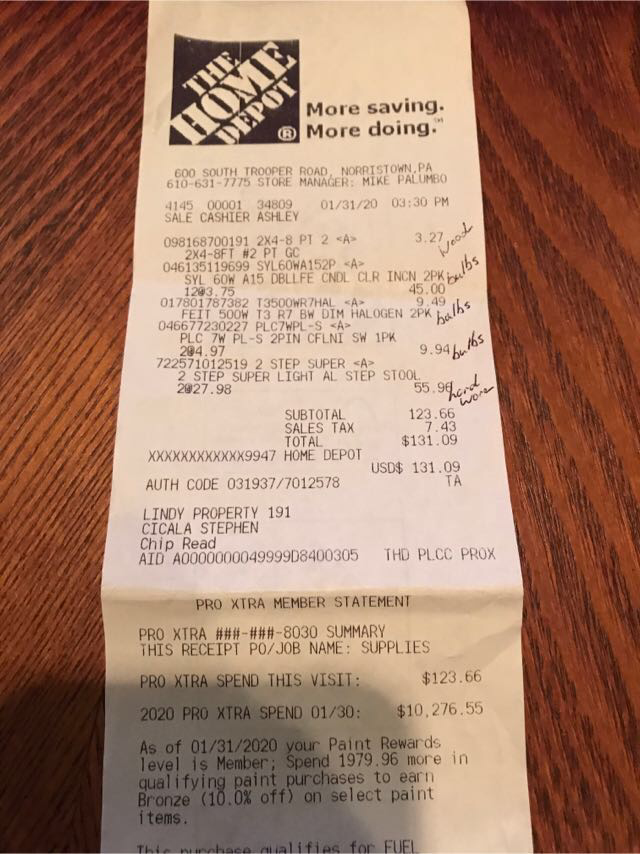 THE
HOME
DEPOT
®
More saving.
More doing.™
600 SOUTH TROOPER ROAD, NORRISTOWN,PA
610-631-7775 STORE MANAGER: MIKE PALUMBO
4145 00001 34809 01/31/20 03:30 PM
SALE CASHIER ASHLEY
098168700191 2X4-8 PT 2 <A> 3.27 wood
2X4-8FT #2 PT GC
046135119699 SYL60WA152P <A>
SYL 60W A15 DBLLFE CNDL CLR INCN 2PK bulbs
12@3.75 45.00
017801787382 T3500WR7HAL <A> 9.49
FEIT 500W T3 R7 BW DIM HALOGEN 2PK bulbs
046677230227 PLC7WPL-S <A>
PLC 7W PL-S 2PIN CFLNI SW 1PK
2@4.97 9.94 bulbs
722571012519 2 STEP SUPER <A>
2 STEP SUPER LIGHT AL STEP STOOL
2@27.98 55.96 hard
ware
SUBTOTAL 123.66
SALES TAX 7.43
TOTAL $131.09
XXXXXXXXXXXX9947 HOME DEPOT
USD$ 131.09
AUTH CODE 031937/7012578 TA
LINDY PROPERTY 191
CICALA STEPHEN
Chip Read
AID A0000000049999D8400305 THD PLCC PROX
PRO XTRA MEMBER STATEMENT
PRO XTRA ###-###-8030 SUMMARY
THIS RECEIPT PO/JOB NAME: SUPPLIES
PRO XTRA SPEND THIS VISIT: $123.66
2020 PRO XTRA SPEND 01/30: $10,276.55
As of 01/31/2020 your Paint Rewards
level is Member; Spend 1979.96 more in
qualifying paint purchases to earn
Bronze (10.0% off) on select paint
items.
This purchase qualifies for FUEL